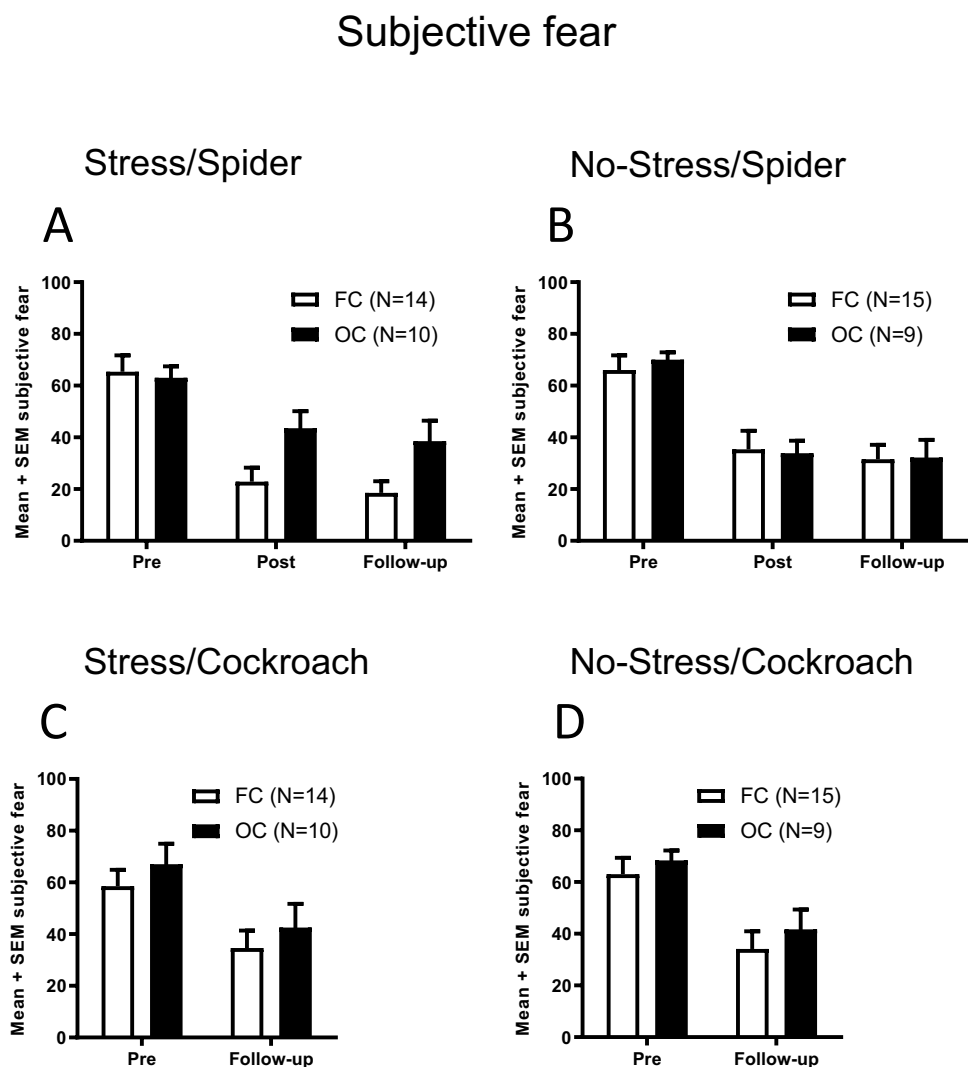 Subjective fear
Stress/Spider
No-Stress/Spider
A
B
Mean + SEM subjective fear
100
80
60
40
20
0
FC (N=14)
OC (N=10)
Pre
Post
Follow-up
Mean + SEM subjective fear
100
80
60
40
20
0
FC (N=15)
OC (N=9)
Pre
Post
Follow-up
Stress/Cockroach
No-Stress/Cockroach
C
D
Mean + SEM subjective fear
100
80
60
40
20
0
FC (N=14)
OC (N=10)
Pre
Follow-up
Mean + SEM subjective fear
100
80
60
40
20
0
FC (N=15)
OC (N=9)
Pre
Follow-up